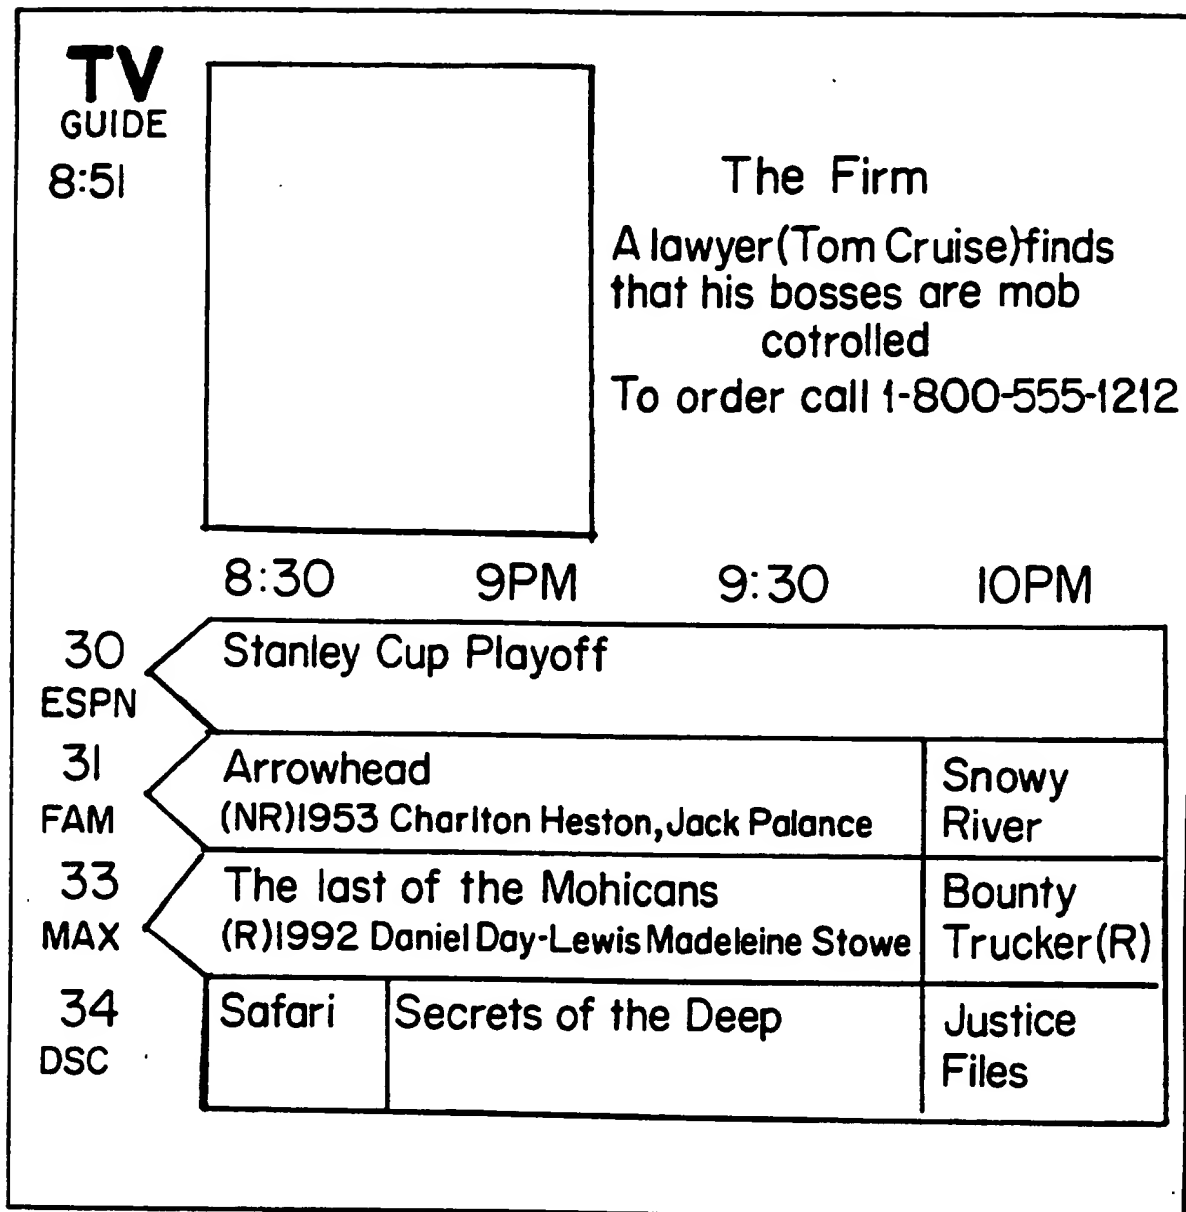 TV
GUIDE
8:51
The Firm
A lawyer(Tom Cruise)finds
that his bosses are mob
cotrolled
To order call 1-800-555-1212
8:30 9PM 9:30 10PM
30
ESPN
Stanley Cup Playoff
31
FAM
Arrowhead
(NR)1953 Charlton Heston,Jack Palance
Snowy
River
33
MAX
The last of the Mohicans
(R)1992 Daniel Day-Lewis Madeleine Stowe
Bounty
Trucker(R)
34
DSC
Safari
Secrets of the Deep
Justice
Files